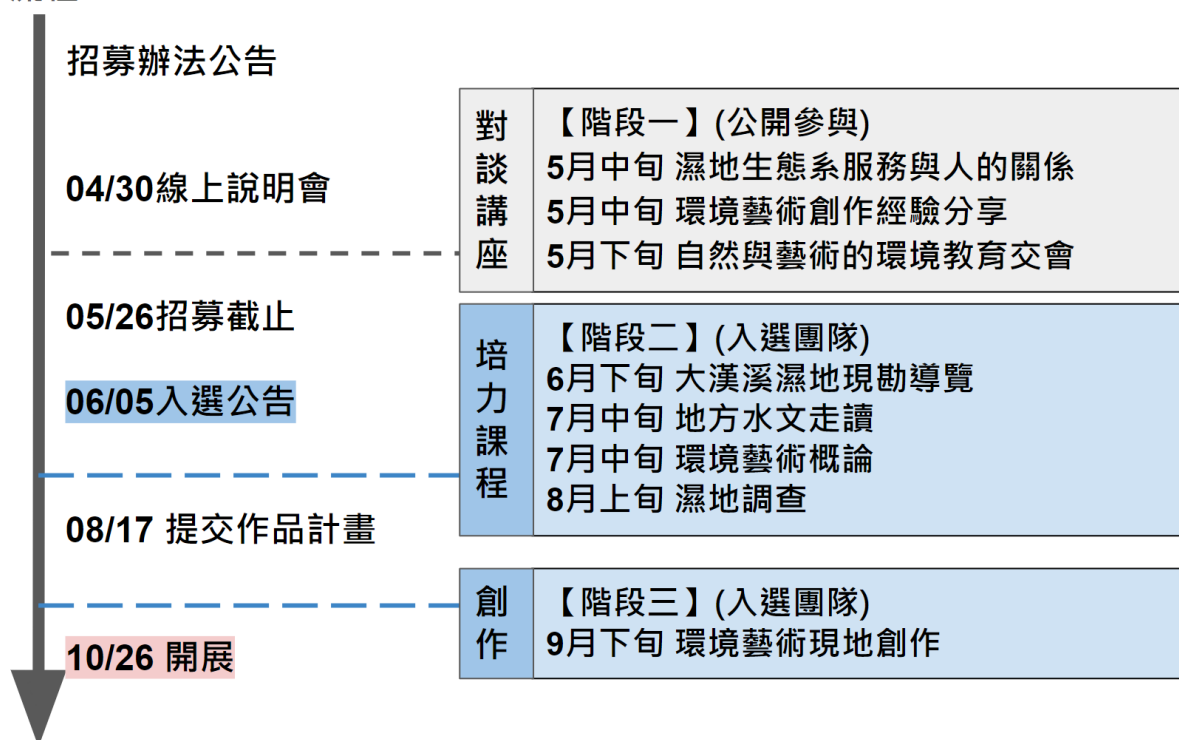 招募辦法公告
04/30線上說明會
05/26招募截止
06/05入選公告
08/17 提交作品計畫
10/26 開展
對談講座
【階段一】(公開參與)
5月中旬 濕地生態系服務與人的關係
5月中旬 環境藝術創作經驗分享
5月下旬 自然與藝術的環境教育交會
培力課程
【階段二】(入選團隊)
6月下旬 大漢溪濕地現勘導覽
7月中旬 地方水文走讀
7月中旬 環境藝術概論
8月上旬 濕地調查
創作
【階段三】(入選團隊)
9月下旬 環境藝術現地創作